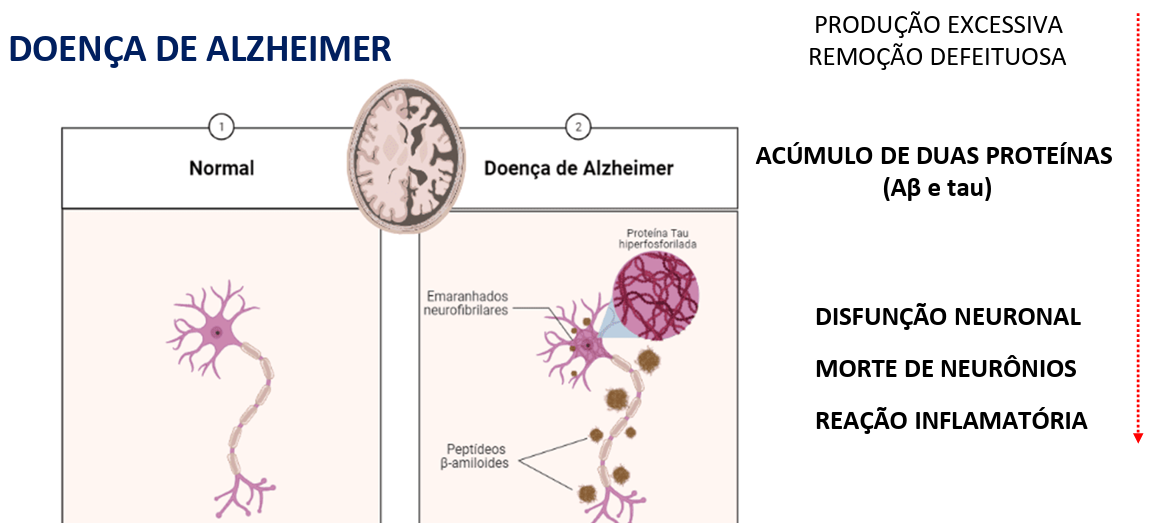 DOENÇA DE ALZHEIMER
PRODUÇÃO EXCESSIVA
REMOÇÃO DEFEITUOSA
1
Normal
2
Doença de Alzheimer
ACÚMULO DE DUAS PROTEÍNAS
(Aβ e tau)
Proteína Tau
hiperfosforilada
Emaranhados
neurofibrilares
Peptídeos
β-amiloides
DISFUNÇÃO NEURONAL
MORTE DE NEURÔNIOS
REAÇÃO INFLAMATÓRIA